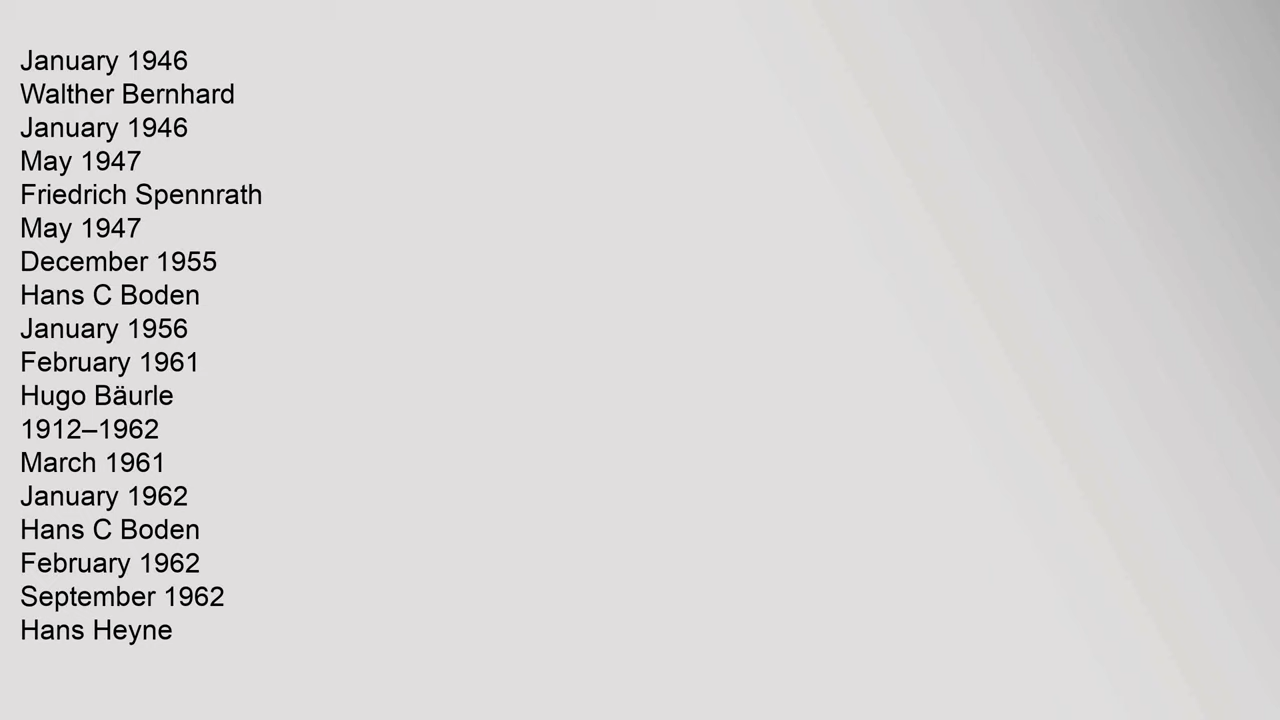 January 1946
Walther Bernhard
January 1946
May 1947
Friedrich Spennrath
May 1947
December 1955
Hans C Boden
January 1956
February 1961
Hugo Bäurle
1912–1962
March 1961
January 1962
Hans C Boden
February 1962
September 1962
Hans Heyne